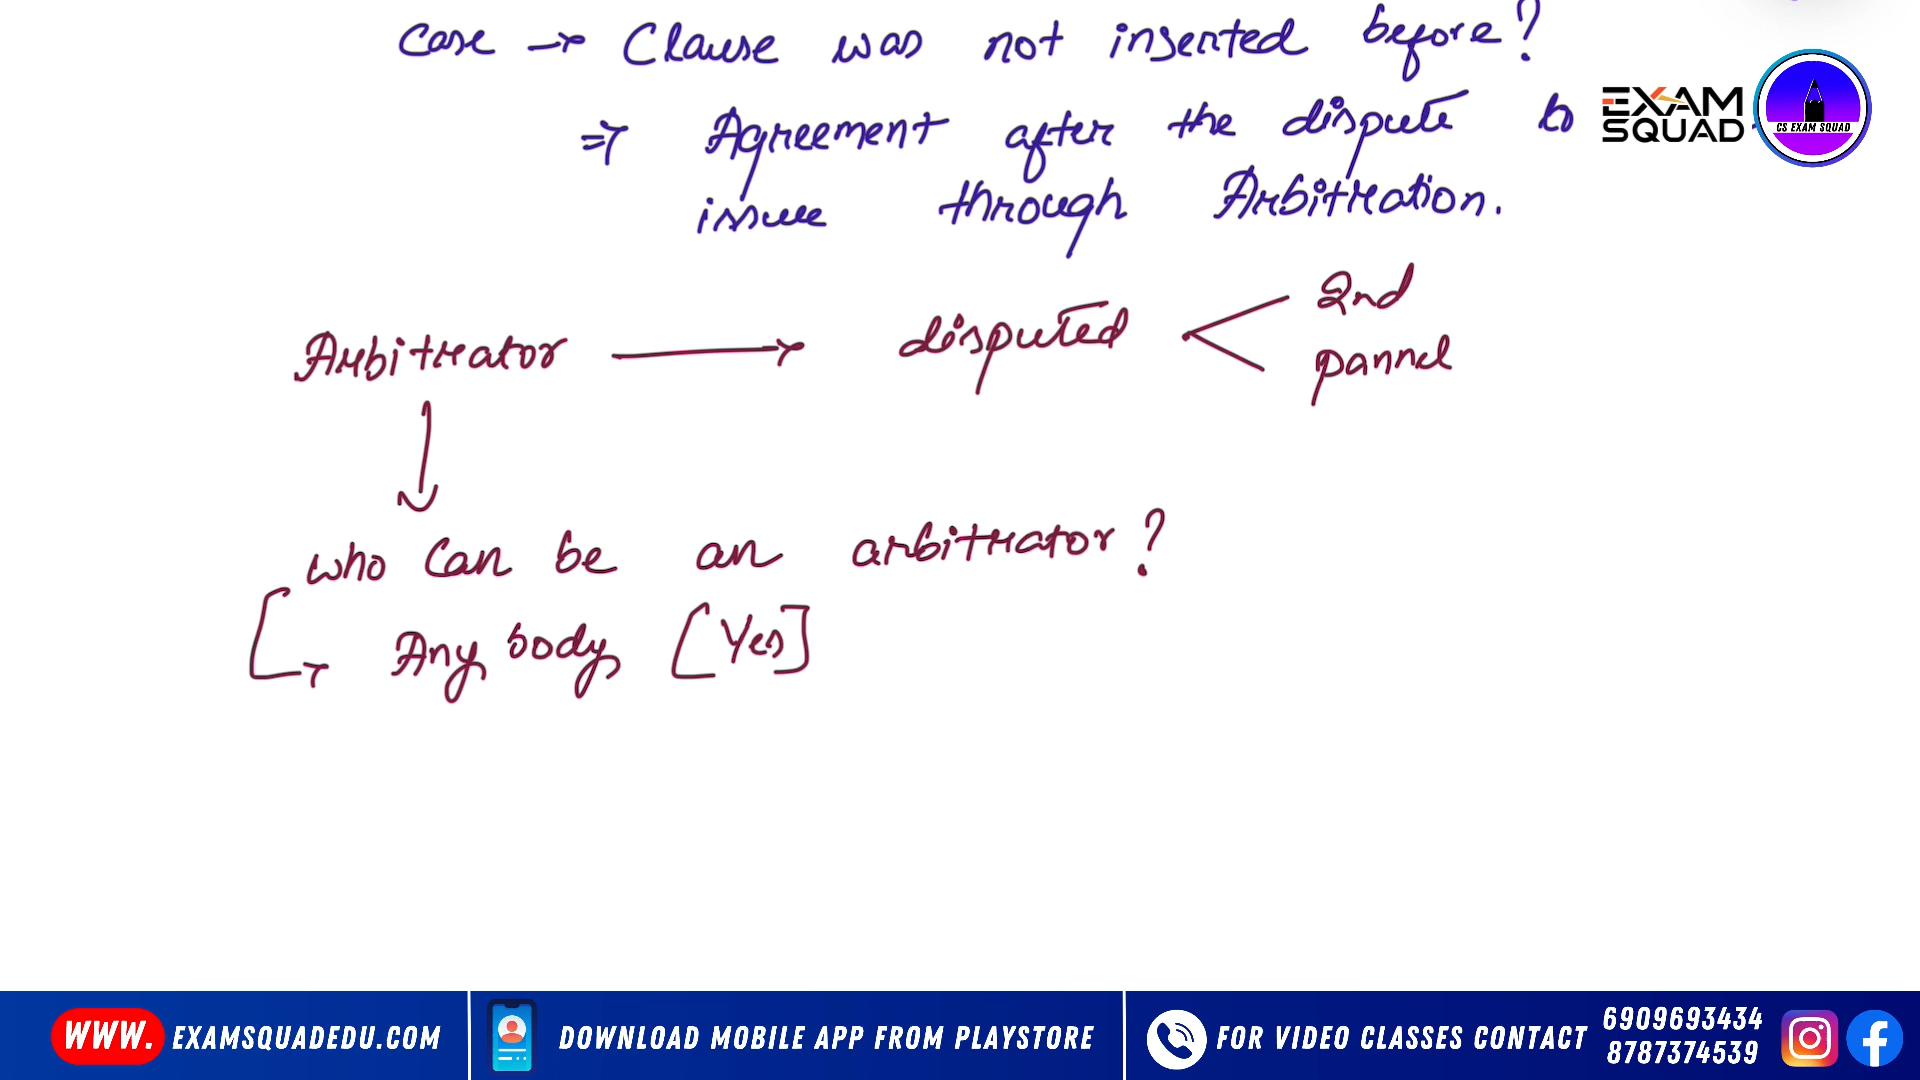 Case → Clause was not inserted before?
⇒ Agreement after the dispute to
issue through Arbitration.
EXAM
SQUAD
CS EXAM SQUAD
Arbitrator → disputed < 2nd
pannel
who can be an arbitrator?
Any body [Yes]
WWW. EXAMSQUADEDU.COM
DOWNLOAD MOBILE APP FROM PLAYSTORE
FOR VIDEO CLASSES CONTACT
6909693434
8787374539